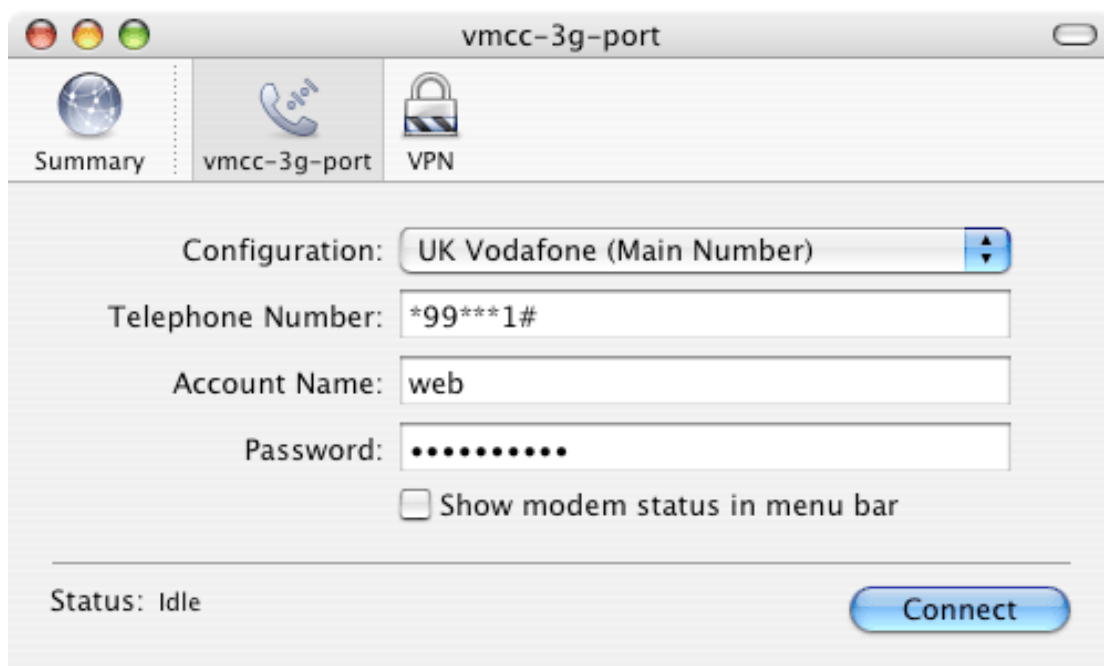 vmcc-3g-port
Summary
vmcc-3g-port
VPN
Configuration: UK Vodafone (Main Number)
Telephone Number: *99***1#
Account Name: web
Password: ••••••••••
Show modem status in menu bar
Status: Idle
Connect